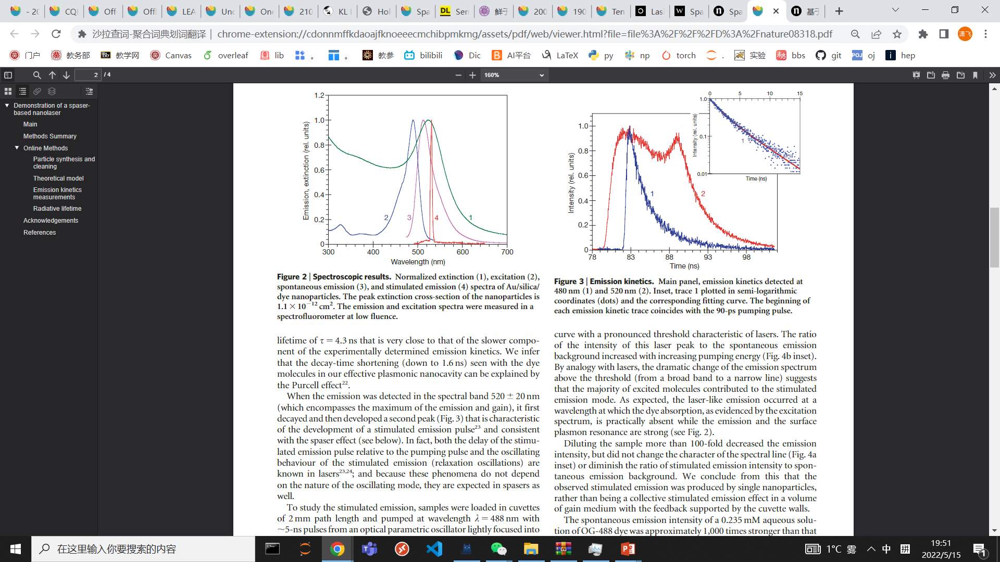 - 20
CQL
Off-
Offl
LEA
Unc
One
210
KL
Hol
Spa
DL
Sen
鲜于
200
190
Ten
Lasi
W
Spa
n
Spa
n
基于
沙拉查词-聚合词典划词翻译 | chrome-extension://cdonnmffkdaoajfknoeeecmchibpmkmg/assets/pdf/web/viewer.html?file=file%3A%2F%2F%2FD%3A%2Fnature08318.pdf
潇飞
门户
教务部
Bb 教学网
Canvas
overleaf
lib
。
。
教参
bilibili
Dic
B AI平台
LaTeX
py
np
torch
.
实验
bbs
git
POJ oj
i hep
2 / 4
160%
Demonstration of a spaser-
based nanolaser
Main
Methods Summary
Online Methods
Particle synthesis and
cleaning
Theoretical model
Emission kinetics
measurements
Radiative lifetime
Acknowledgements
References
1.2
1.0
0.8
0.6
0.4
0.2
0
Emission, extinction (rel. units)
2
3
4
1
300 400 500 600 700
Wavelength (nm)
Figure 2 | Spectroscopic results. Normalized extinction (1), excitation (2),
spontaneous emission (3), and stimulated emission (4) spectra of Au/silica/
dye nanoparticles. The peak extinction cross-section of the nanoparticles is
1.1 × 10⁻¹² cm². The emission and excitation spectra were measured in a
spectrofluorometer at low fluence.
lifetime of τ = 4.3 ns that is very close to that of the slower compo-
nent of the experimentally determined emission kinetics. We infer
that the decay-time shortening (down to 1.6 ns) seen with the dye
molecules in our effective plasmonic nanocavity can be explained by
the Purcell effect²².
When the emission was detected in the spectral band 520 ± 20 nm
(which encompasses the maximum of the emission and gain), it first
decayed and then developed a second peak (Fig. 3) that is characteristic
of the development of a stimulated emission pulse²³ and consistent
with the spaser effect (see below). In fact, both the delay of the stimu-
lated emission pulse relative to the pumping pulse and the oscillating
behaviour of the stimulated emission (relaxation oscillations) are
known in lasers²³,²⁴; and because these phenomena do not depend
on the nature of the oscillating mode, they are expected in spasers as
well.
To study the stimulated emission, samples were loaded in cuvettes
of 2 mm path length and pumped at wavelength λ = 488 nm with
~5-ns pulses from an optical parametric oscillator lightly focused into
0 5 10 15
1.0
0.1
0.01
Intensity (rel. units)
1
Time (ns)
1.0
0.8
0.6
0.4
0.2
0
Intensity (rel. units)
1
2
78 83 88 93 98
Time (ns)
Figure 3 | Emission kinetics. Main panel, emission kinetics detected at
480 nm (1) and 520 nm (2). Inset, trace 1 plotted in semi-logarithmic
coordinates (dots) and the corresponding fitting curve. The beginning of
each emission kinetic trace coincides with the 90-ps pumping pulse.
curve with a pronounced threshold characteristic of lasers. The ratio
of the intensity of this laser peak to the spontaneous emission
background increased with increasing pumping energy (Fig. 4b inset).
By analogy with lasers, the dramatic change of the emission spectrum
above the threshold (from a broad band to a narrow line) suggests
that the majority of excited molecules contributed to the stimulated
emission mode. As expected, the laser-like emission occurred at a
wavelength at which the dye absorption, as evidenced by the excitation
spectrum, is practically absent while the emission and the surface
plasmon resonance are strong (see Fig. 2).
Diluting the sample more than 100-fold decreased the emission
intensity, but did not change the character of the spectral line (Fig. 4a
inset) or diminish the ratio of stimulated emission intensity to spon-
taneous emission background. We conclude from this that the
observed stimulated emission was produced by single nanoparticles,
rather than being a collective stimulated emission effect in a volume
of gain medium with the feedback supported by the cuvette walls.
The spontaneous emission intensity of a 0.235 mM aqueous solu-
tion of OG-488 dye was approximately 1,000 times stronger than that
在这里输入你要搜索的内容
1°C 雾
中
拼
19:51
2022/5/15
1